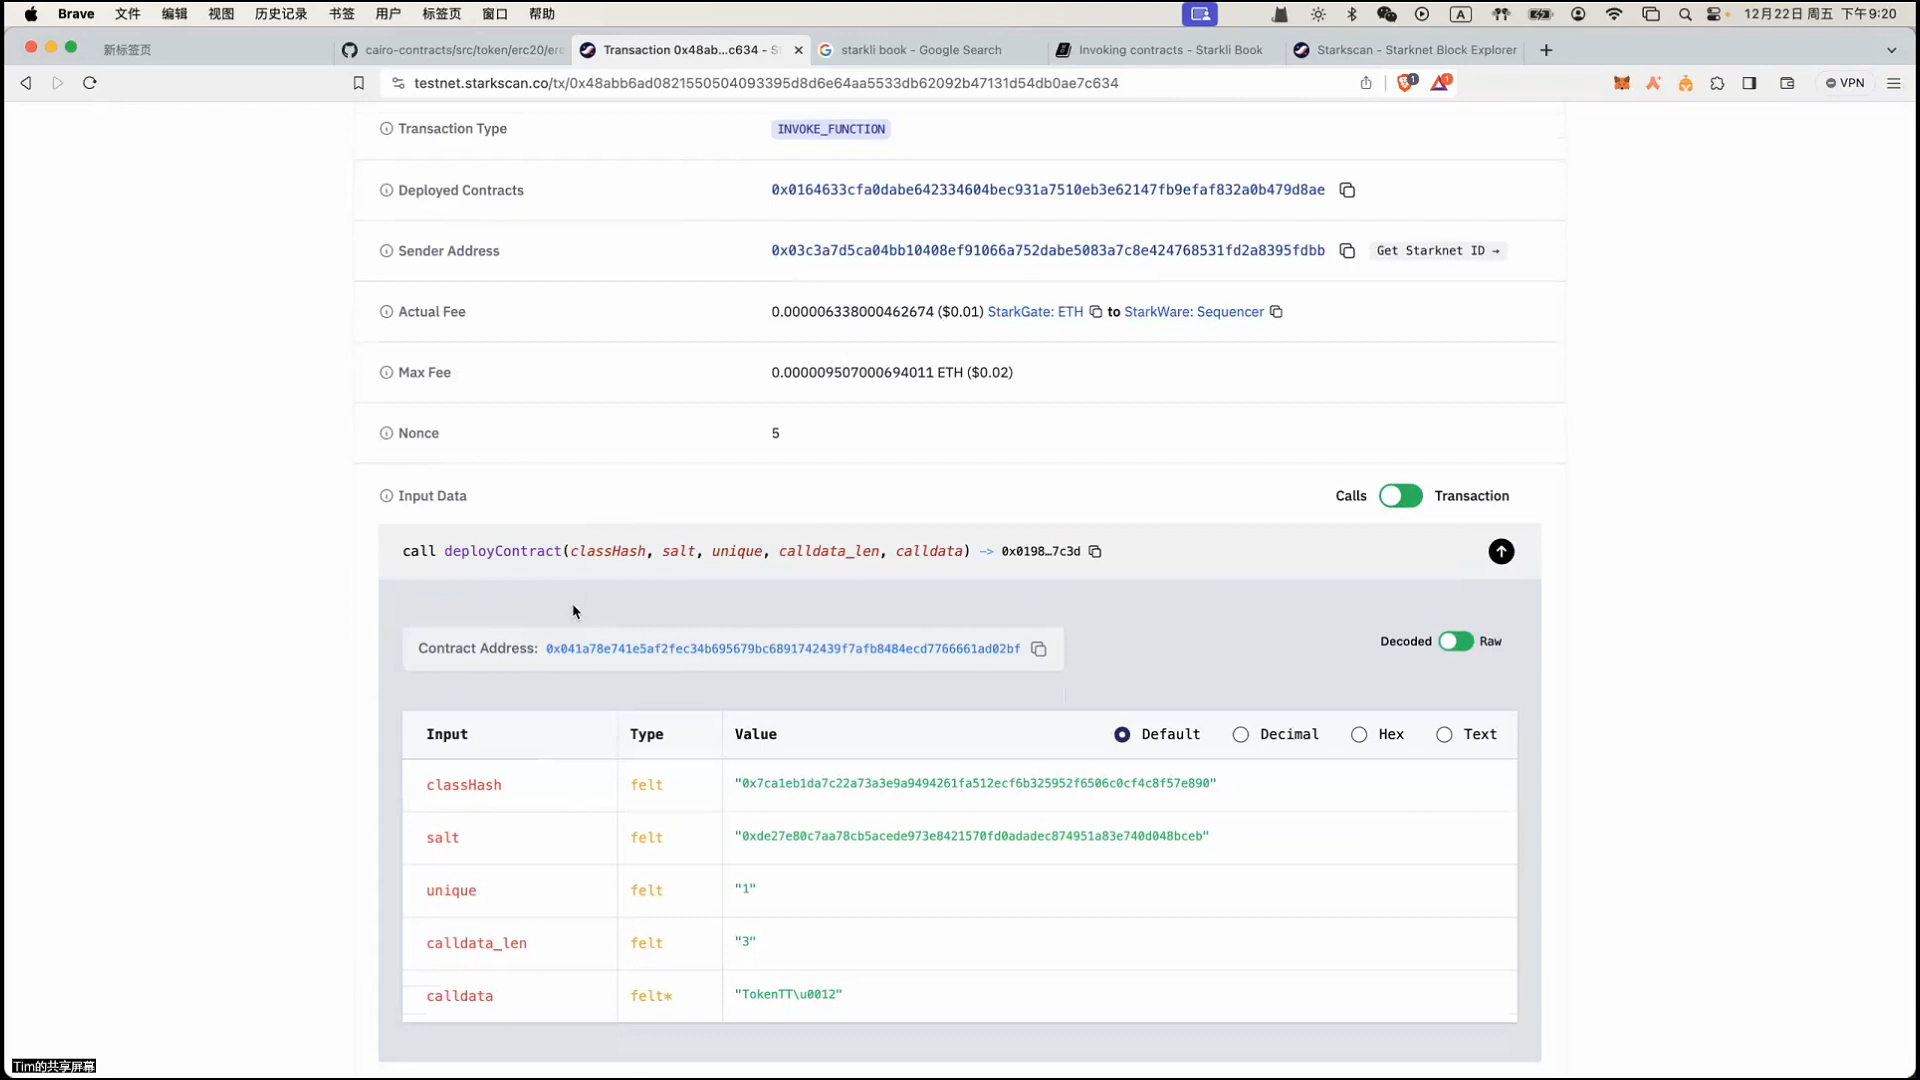 Brave 文件 编辑 视图 历史记录 书签 用户 标签页 窗口 帮助 A 12月22日 周五 下午9:20
新标签页 cairo-contracts/src/token/erc20/erc Transaction 0x48ab...c634 - S starkli book - Google Search Invoking contracts - Starkli Book Starkscan - Starknet Block Explorer
testnet.starkscan.co/tx/0x48abb6ad0821550504093395d8d6e64aa5533db62092b47131d54db0ae7c634 1 1 VPN
Transaction Type INVOKE_FUNCTION
Deployed Contracts 0x0164633cfa0dabe642334604bec931a7510eb3e62147fb9efaf832a0b479d8ae
Sender Address 0x03c3a7d5ca04bb10408ef91066a752dabe5083a7c8e424768531fd2a8395fdbb Get Starknet ID →
Actual Fee 0.000006338000462674 ($0.01) StarkGate: ETH to StarkWare: Sequencer
Max Fee 0.000009507000694011 ETH ($0.02)
Nonce 5
Input Data Calls Transaction
call deployContract(classHash, salt, unique, calldata_len, calldata) -> 0x0198…7c3d
Contract Address: 0x041a78e741e5af2fec34b695679bc6891742439f7afb8484ecd7766661ad02bf Decoded Raw
Input Type Value Default Decimal Hex Text
classHash felt "0x7ca1eb1da7c22a73a3e9a9494261fa512ecf6b325952f6506c0cf4c8f57e890"
salt felt "0xde27e80c7aa78cb5acede973e8421570fd0adadec874951a83e740d048bceb"
unique felt "1"
calldata_len felt "3"
calldata felt* "TokenTT\u0012"
Tim的共享屏幕